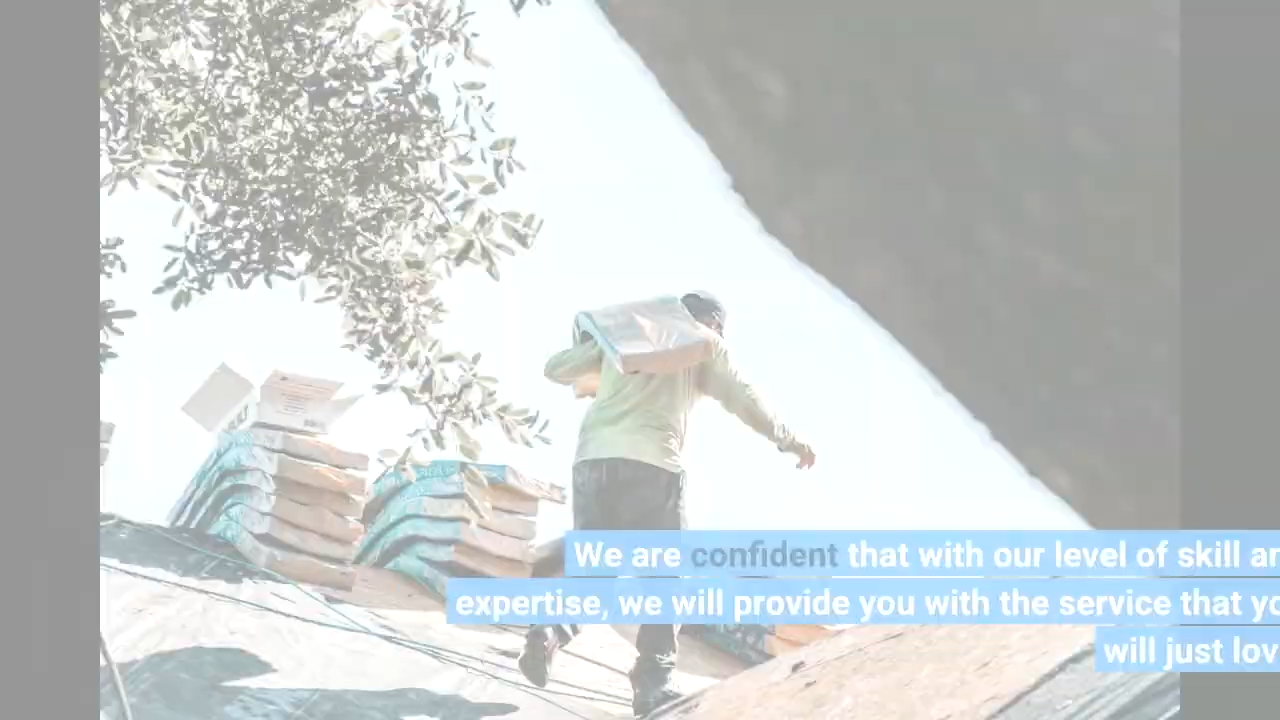 We are confident that with our level of skill an
expertise, we will provide you with the service that yo
will just lov